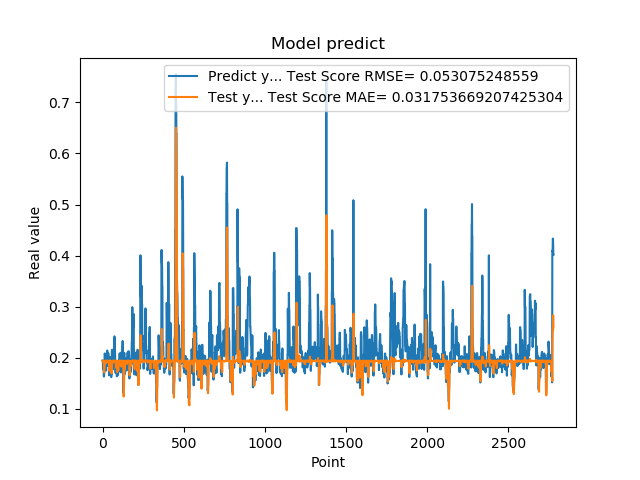 Model predict
Predict y... Test Score RMSE= 0.053075248559
Test y... Test Score MAE= 0.031753669207425304
0.7
0.6
0.5
0.4
0.3
0.2
0.1
Real value
0 500 1000 1500 2000 2500
Point